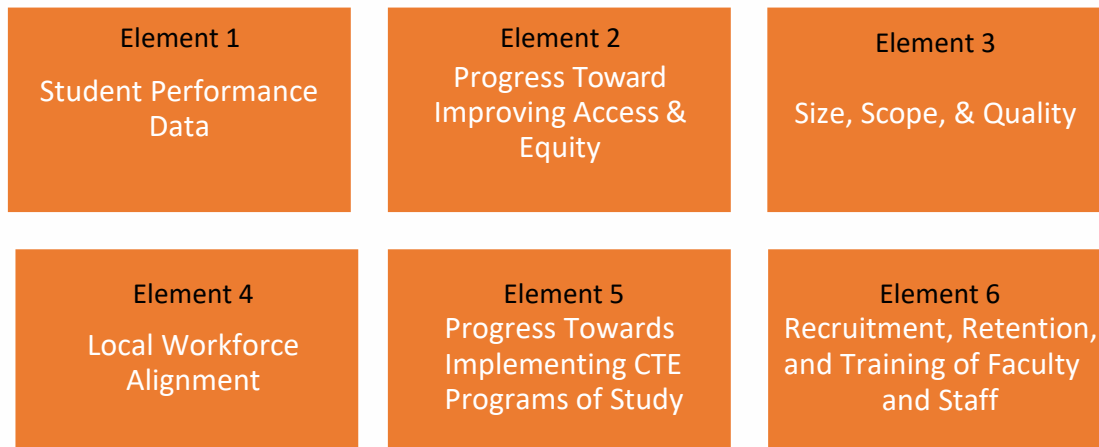 Element 1
Student Performance
Data
Element 2
Progress Toward
Improving Access &
Equity
Element 3
Size, Scope, & Quality
Element 4
Local Workforce
Alignment
Element 5
Progress Towards
Implementing CTE
Programs of Study
Element 6
Recruitment, Retention,
and Training of Faculty
and Staff